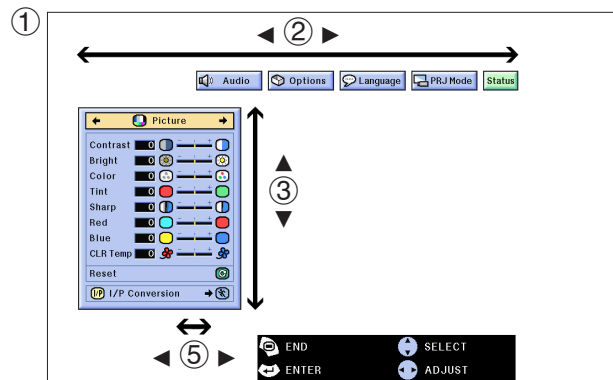 ①
◀ ② ▶
Audio Options Language PRJ Mode Status
Picture
Contrast 0
Bright 0
Color 0
Tint 0
Sharp 0
Red 0
Blue 0
CLR Temp 0
Reset
I/P I/P Conversion
▲
③
▼
◀ ⑤ ▶
END SELECT
ENTER ADJUST